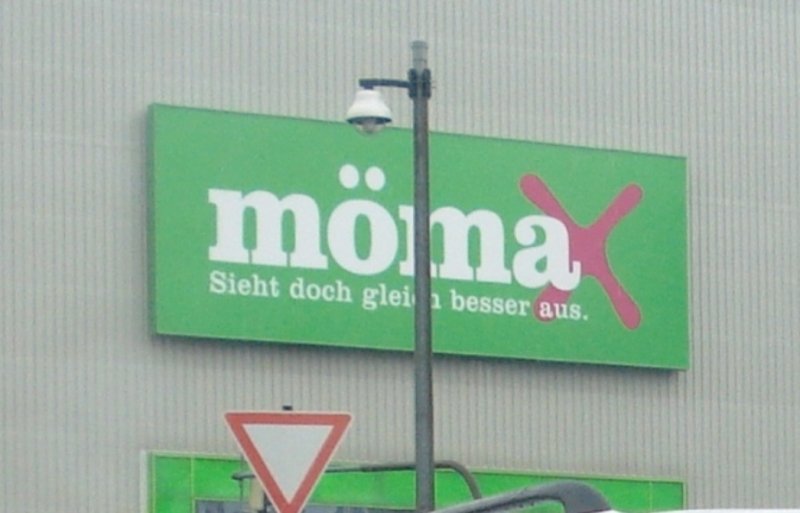 mömax
Sieht doch gleich besser aus.